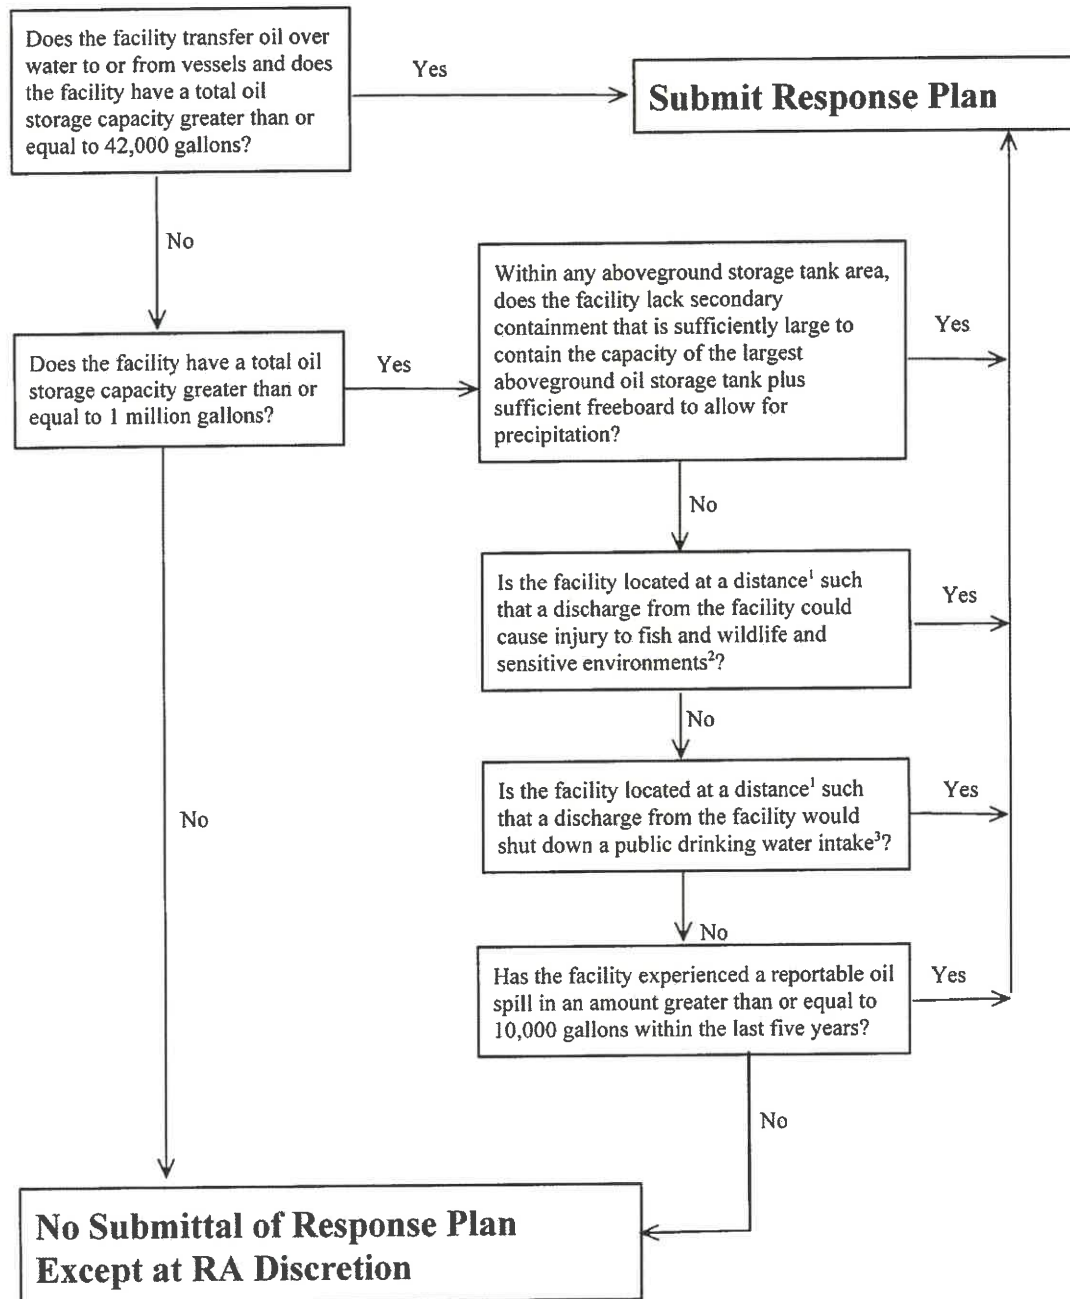 Does the facility transfer oil over
water to or from vessels and does
the facility have a total oil
storage capacity greater than or
equal to 42,000 gallons?
Yes
Submit Response Plan
No
Within any aboveground storage tank area,
does the facility lack secondary
containment that is sufficiently large to
contain the capacity of the largest
aboveground oil storage tank plus
sufficient freeboard to allow for
precipitation?
Yes
Does the facility have a total oil
storage capacity greater than or
equal to 1 million gallons?
Yes
No
Is the facility located at a distance¹ such
that a discharge from the facility could
cause injury to fish and wildlife and
sensitive environments²?
Yes
No
Is the facility located at a distance¹ such
that a discharge from the facility would
shut down a public drinking water intake³?
Yes
No
No
Has the facility experienced a reportable oil
spill in an amount greater than or equal to
10,000 gallons within the last five years?
Yes
No
No Submittal of Response Plan
Except at RA Discretion